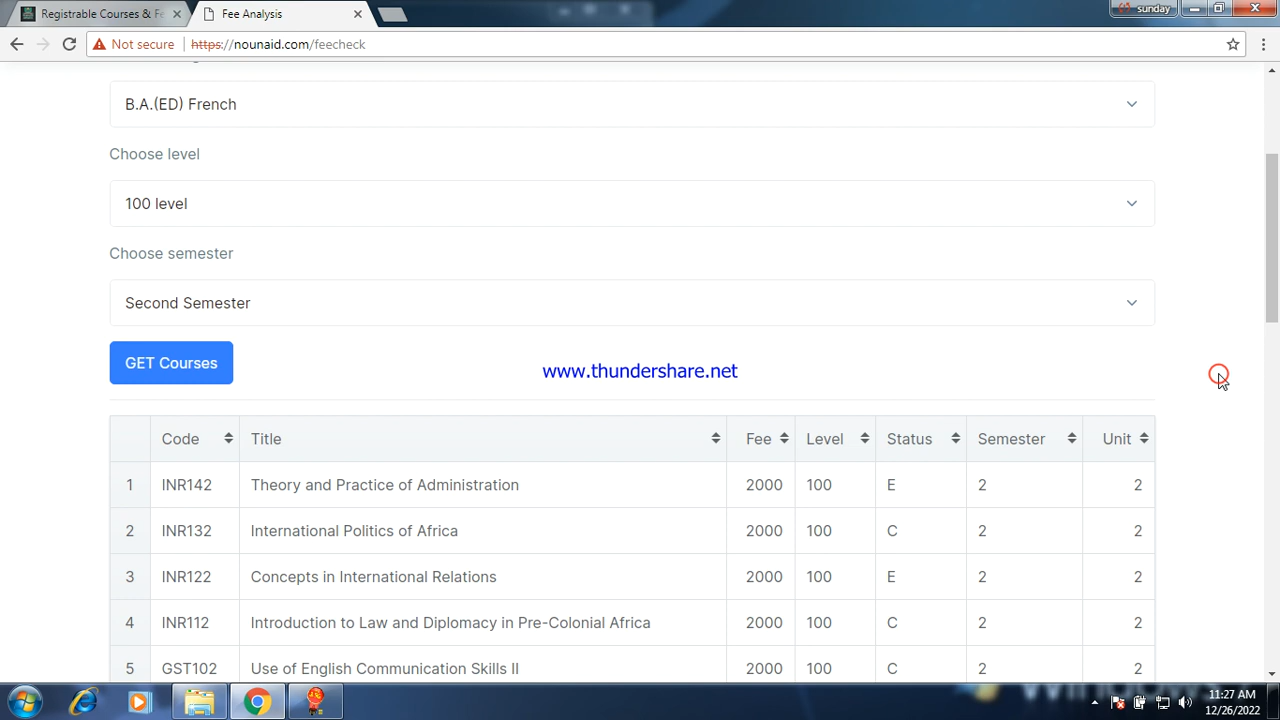 Registrable Courses & Fe
Fee Analysis
sunday
Not secure
https://nounaid.com/feecheck
B.A.(ED) French
Choose level
100 level
Choose semester
Second Semester
GET Courses
www.thundershare.net
Code Title Fee Level Status Semester Unit
1 INR142 Theory and Practice of Administration 2000 100 E 2 2
2 INR132 International Politics of Africa 2000 100 C 2 2
3 INR122 Concepts in International Relations 2000 100 E 2 2
4 INR112 Introduction to Law and Diplomacy in Pre-Colonial Africa 2000 100 C 2 2
5 GST102 Use of English Communication Skills II 2000 100 C 2 2
11:27 AM
12/26/2022